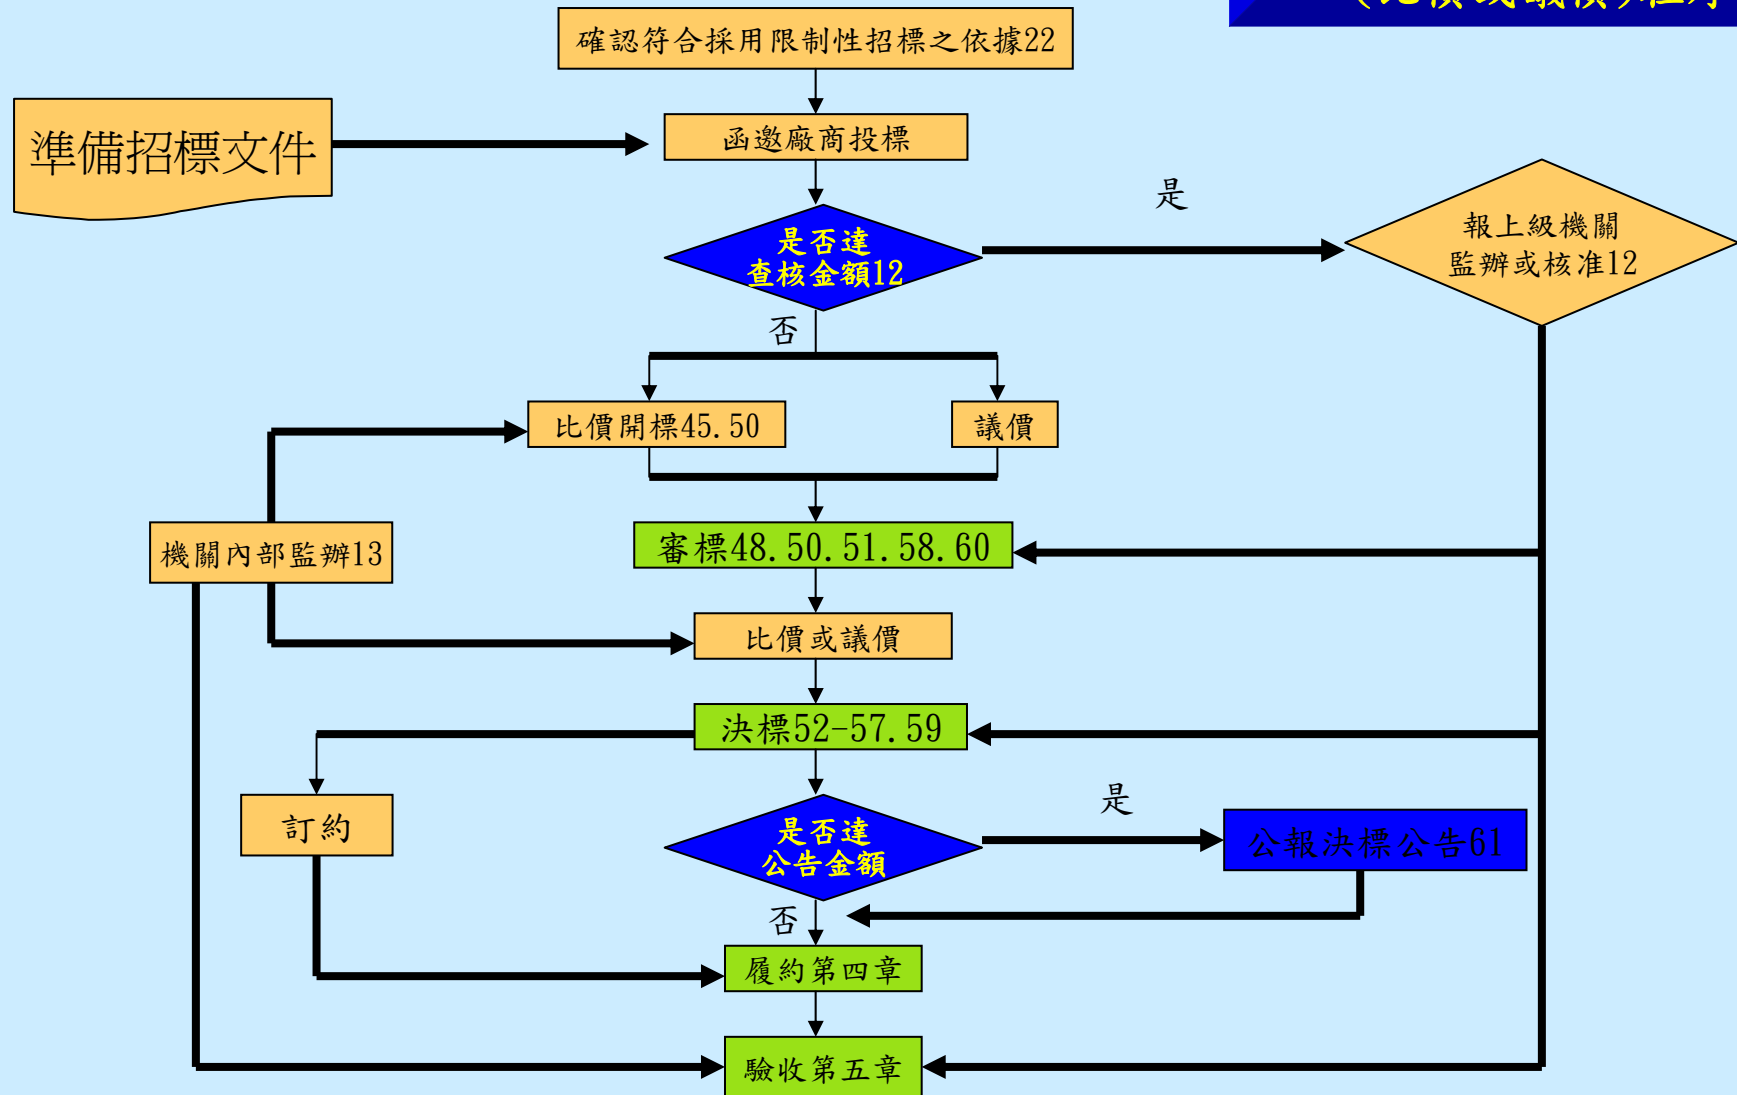 (比價或議價)
確認符合採用限制性招標之依據22
準備招標文件
函邀廠商投標
是
是否達
查核金額12
報上級機關
監辦或核准12
否
比價開標45.50
議價
機關內部監辦13
審標48.50.51.58.60
比價或議價
決標52-57.59
訂約
是否達
公告金額
是
公報決標公告61
否
履約第四章
驗收第五章